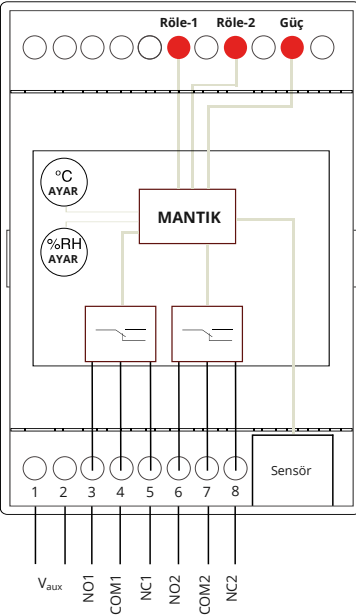 Röle-1 Röle-2 Güç
°C
AYAR
%RH
AYAR
MANTIK
Sensör
1 2 3 4 5 6 7 8
Vaux NO1 COM1 NC1 NO2 COM2 NC2